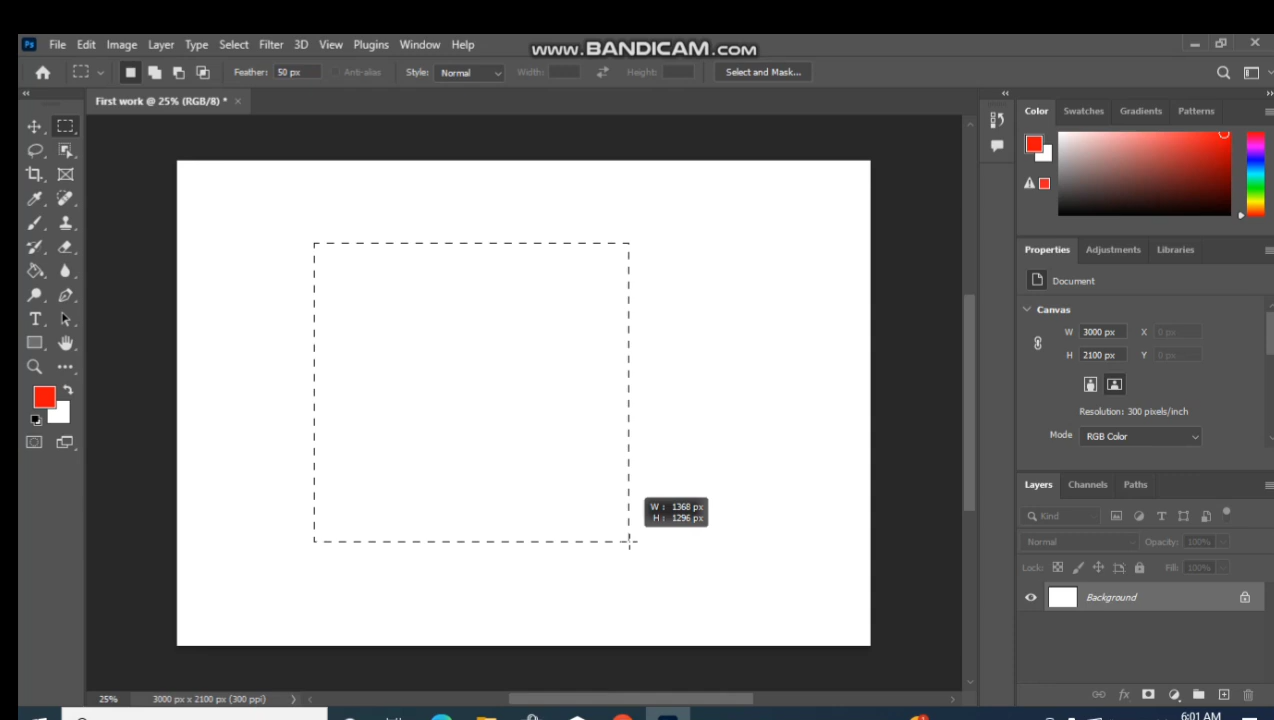 Ps File Edit Image Layer Type Select Filter 3D View Plugins Window Help
www.BANDICAM.com
Feather: 50 px Anti-alias Style: Normal Width: Height: Select and Mask...
First work @ 25% (RGB/8) * ×
Color Swatches Gradients Patterns
Properties Adjustments Libraries
Document
Canvas
W 3000 px X 0 px
H 2100 px Y 0 px
Resolution: 300 pixels/inch
Mode RGB Color
Layers Channels Paths
W : 1368 px
H : 1296 px
Kind
Normal Opacity: 100%
Lock: Fill: 100%
Background
fx
25% 3000 px x 2100 px (300 ppi)
6:01 AM